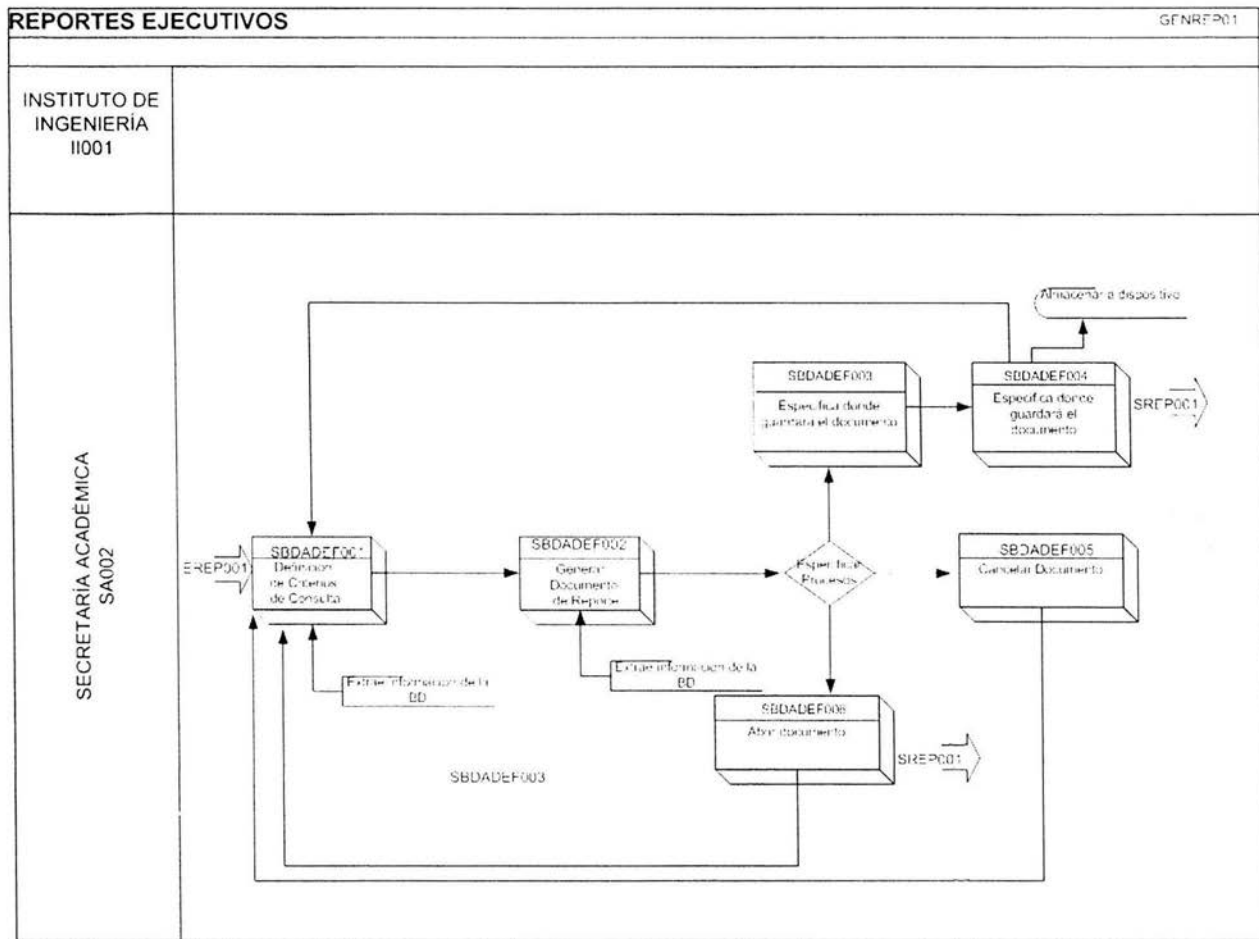 REPORTES EJECUTIVOS
GENREP01
INSTITUTO DE
INGENIERÍA
II001
SECRETARÍA ACADÉMICA
SA002
Almacenar a dispositivo
SBDADEF003
Especifica donde
guardará el documento
SBDADEF004
Especifica donde
guardará el
documento
SREP001
EREP001
SBDADEF001
Definición
de Criterios
de Consulta
SBDADEF002
Generar
Documento
de Reporte
Especificar
Procesos
SBDADEF005
Cancelar Documento
Extrae información de la
BD
Extrae información de la
BD
SBDADEF006
Abrir documento
SREP001
SBDADEF003